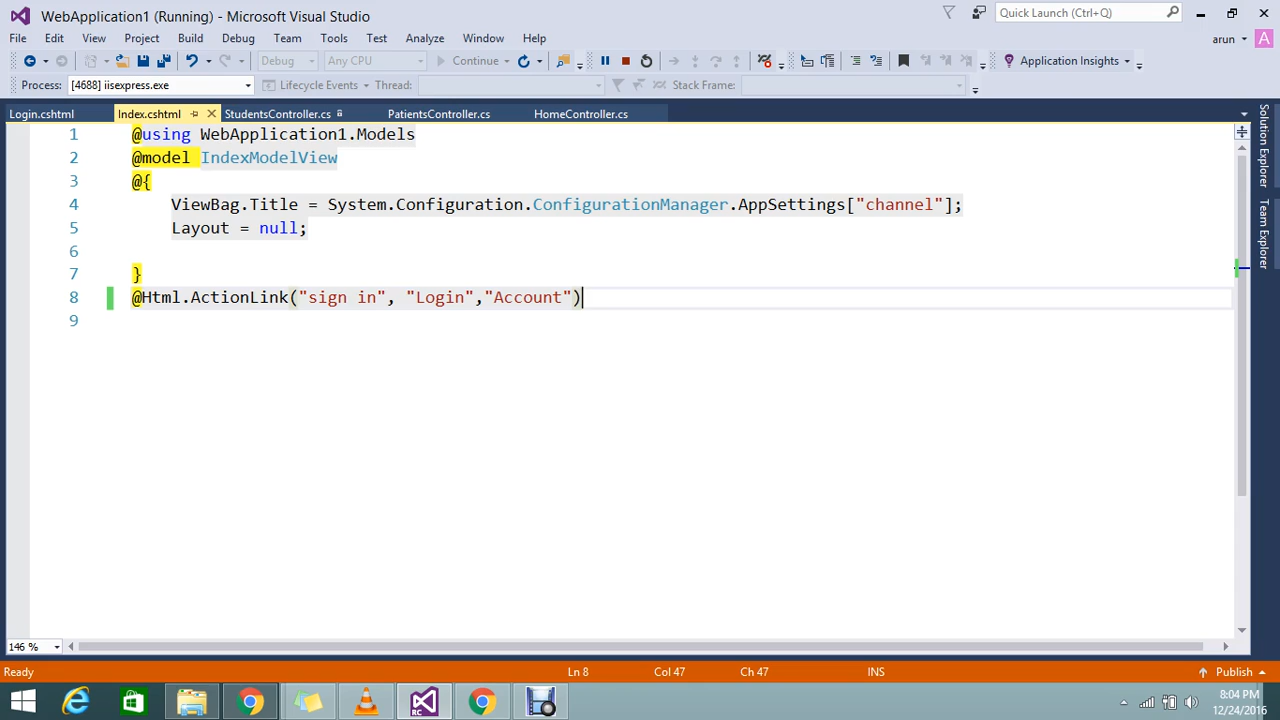 WebApplication1 (Running) - Microsoft Visual Studio
Quick Launch (Ctrl+Q)
File Edit View Project Build Debug Team Tools Test Analyze Window Help
arun A
Debug Any CPU Continue Application Insights
Process: [4688] iisexpress.exe Lifecycle Events Thread: Stack Frame:
Login.cshtml Index.cshtml StudentsController.cs PatientsController.cs HomeController.cs
1 @using WebApplication1.Models
2 @model IndexModelView
3 @{
4 ViewBag.Title = System.Configuration.ConfigurationManager.AppSettings["channel"];
5 Layout = null;
6
7 }
8 @Html.ActionLink("sign in", "Login","Account")
9
Solution Explorer
Team Explorer
146 %
Ready Ln 8 Col 47 Ch 47 INS Publish
RC
8:04 PM
12/24/2016